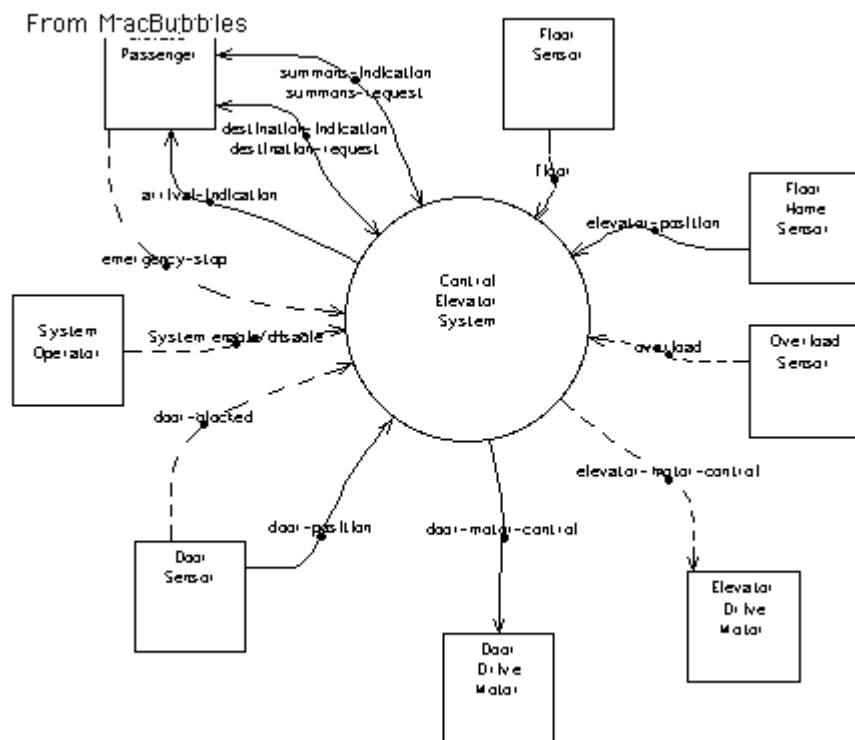 From MacBubbles
Passenger
summons-indication
summons-request
destination-indication
destination-request
arrival-indication
emergency-stop
Floor
Sensor
floor
Floor
Home
Sensor
elevator-position
Control
Elevator
System
System
Operator
System enable/disable
overload
Overload
Sensor
door-blocked
elevator-motor-control
door-position
door-motor-control
Door
Sensor
Elevator
Drive
Motor
Door
Drive
Motor